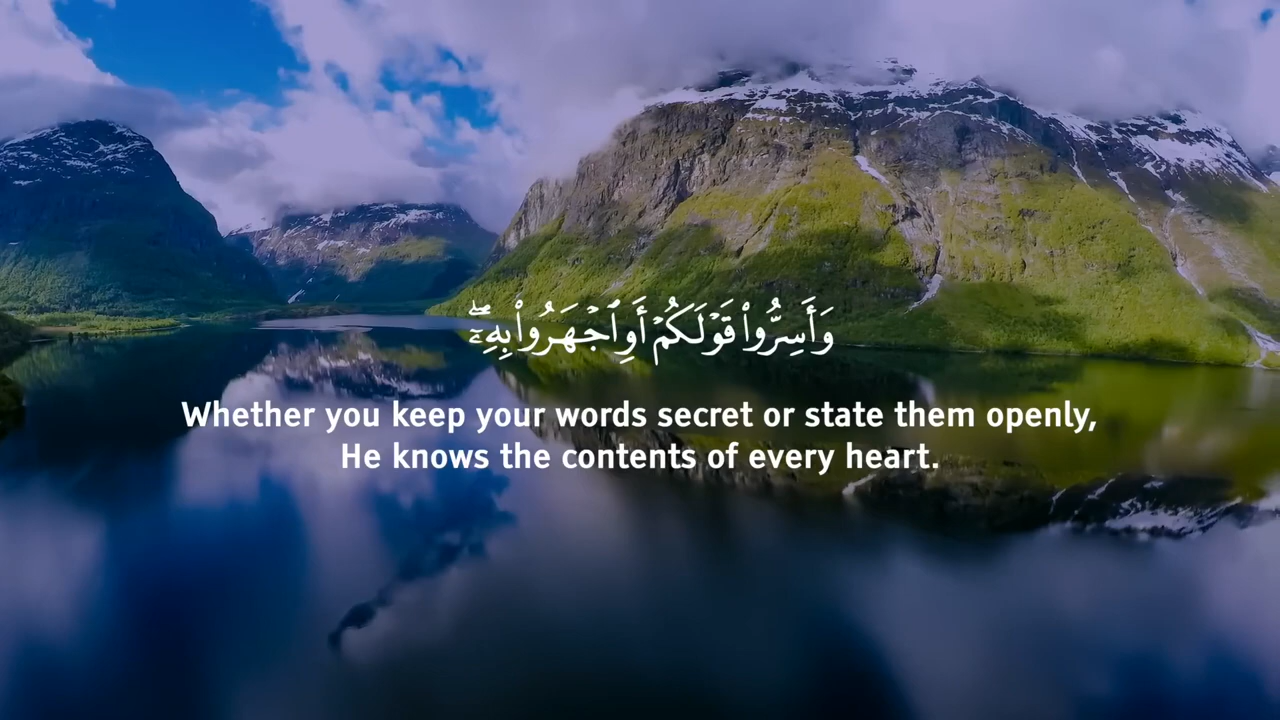 وَأَسِرُّوا۟ قَوْلَكُمْ أَوِ ٱجْهَرُوا۟ بِهِۦٓ ۖ
Whether you keep your words secret or state them openly,
He knows the contents of every heart.